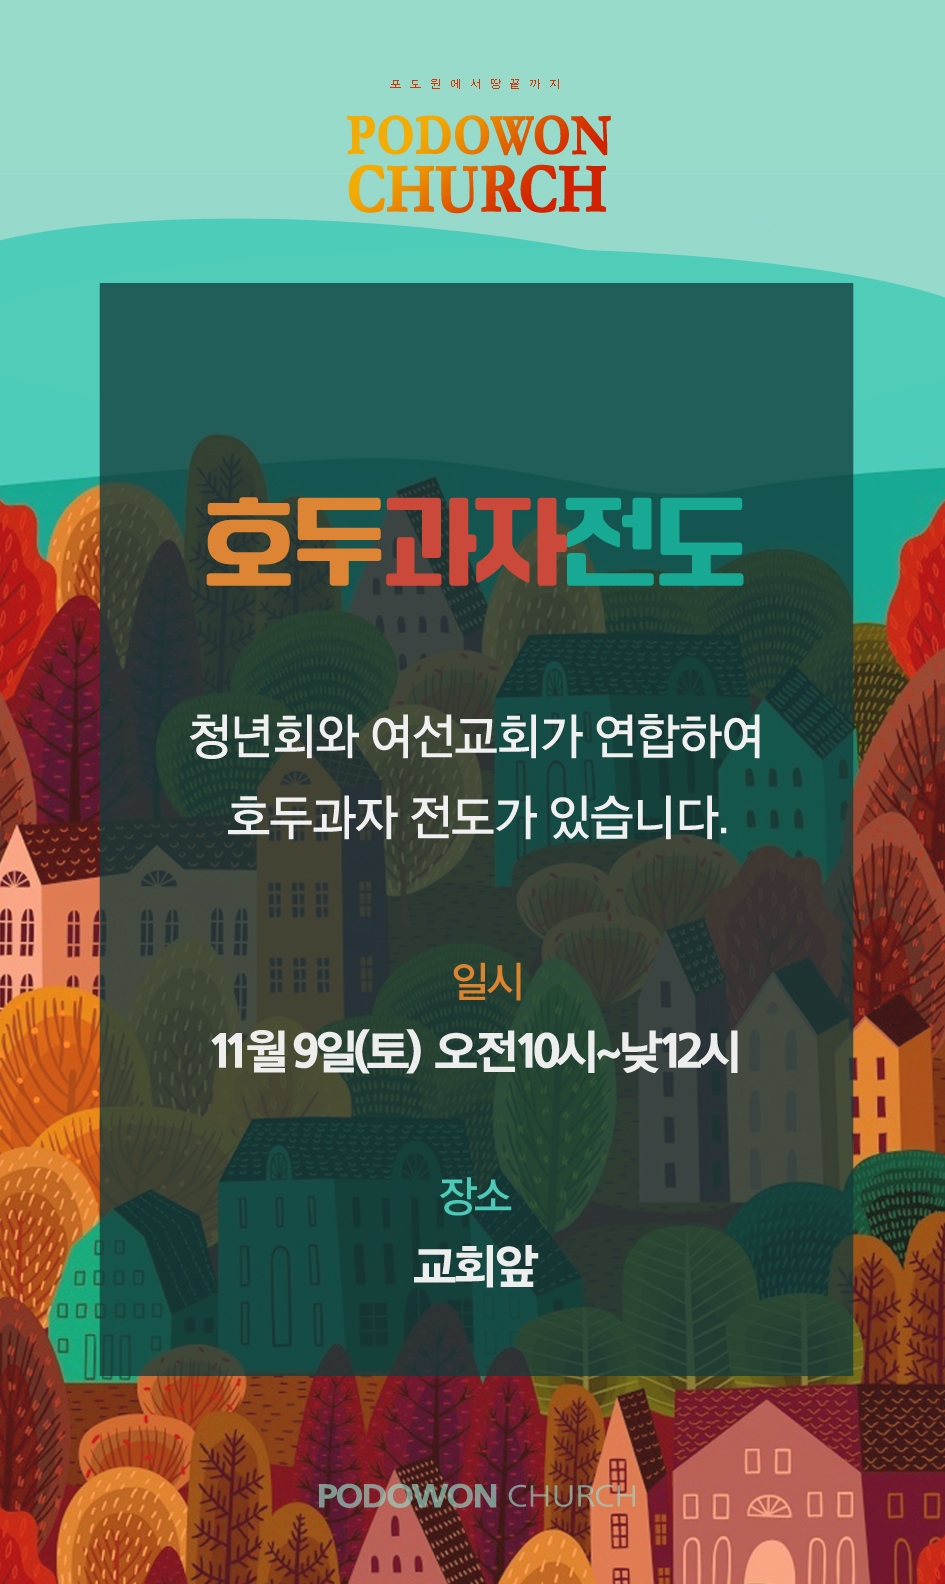 포도원에서땅끝까지
PODOWON
CHURCH
호두과자전도
청년회와 여선교회가 연합하여
호두과자 전도가 있습니다.
일시
11월 9일(토) 오전10시~낮12시
장소
교회앞
PODOWON CHURCH